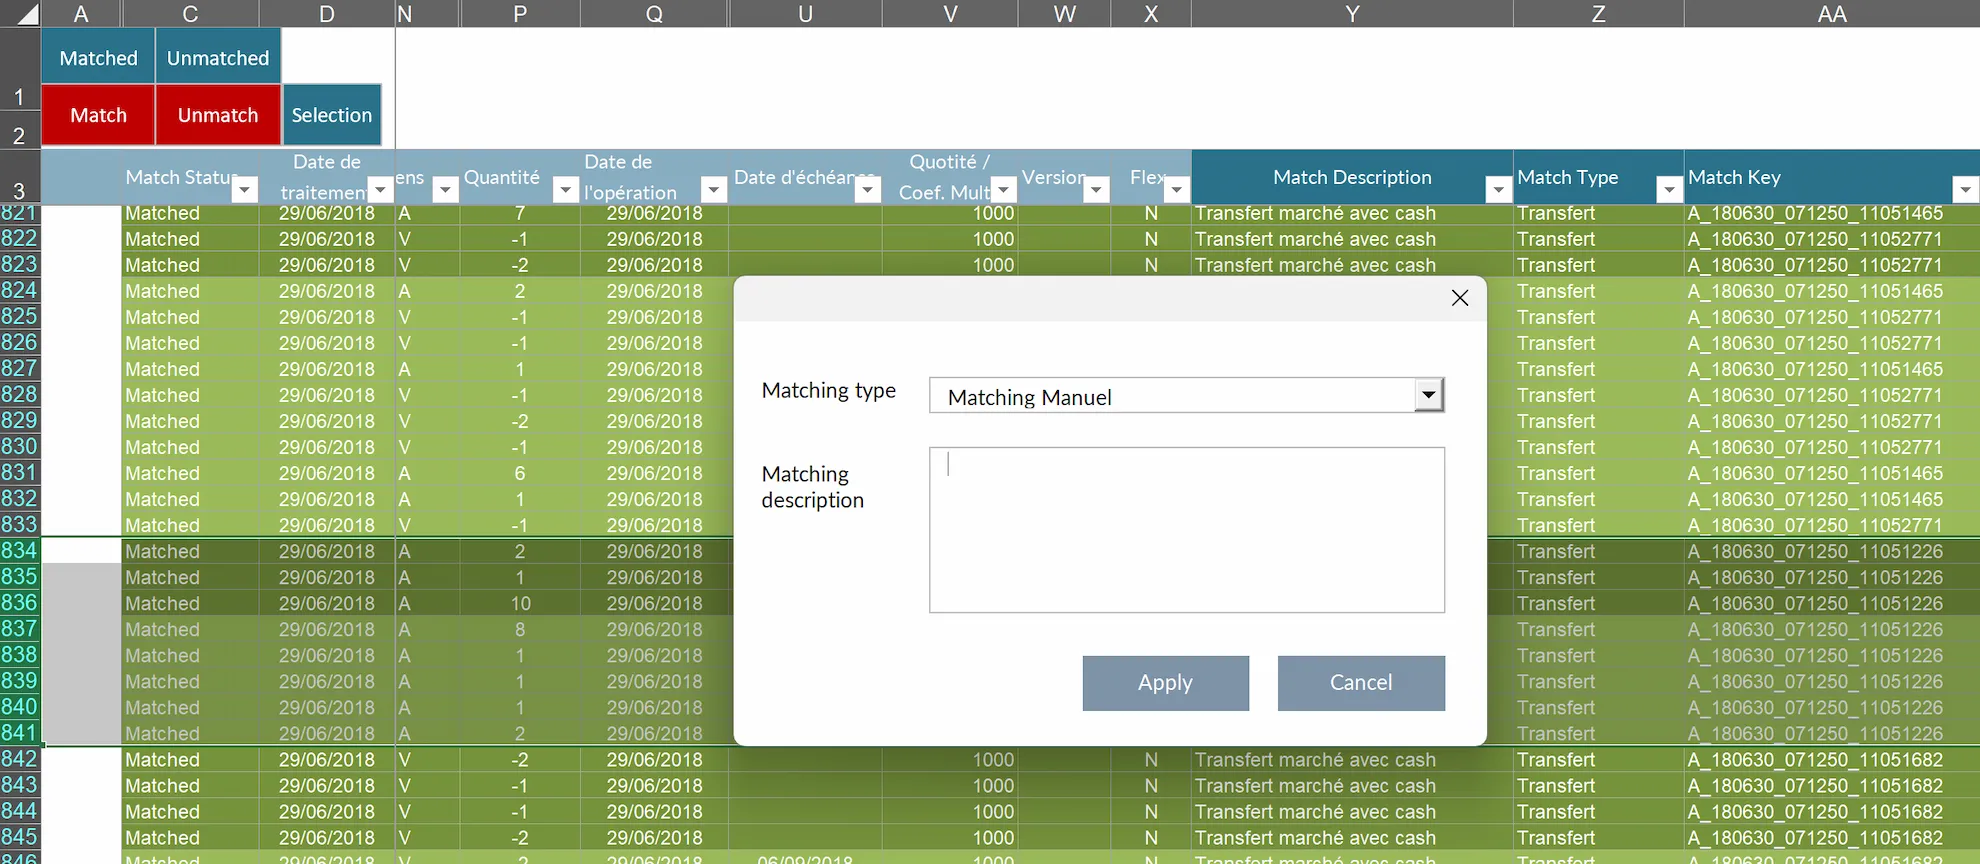 A C D N P Q U V W X Y Z AA
Matched Unmatched
1
Match Unmatch Selection
2
3 Match Status Date de traitement ens Quantité Date de l'opération Date d'échéance Quotité / Coef. Mult Version Flex Match Description Match Type Match Key
821 Matched 29/06/2018 A 7 29/06/2018 1000 N Transfert marché avec cash Transfert A_180630_071250_11051465
822 Matched 29/06/2018 V -1 29/06/2018 1000 N Transfert marché avec cash Transfert A_180630_071250_11052771
823 Matched 29/06/2018 V -2 29/06/2018 1000 N Transfert marché avec cash Transfert A_180630_071250_11052771
824 Matched 29/06/2018 A 2 29/06/2018 Transfert A_180630_071250_11051465
825 Matched 29/06/2018 V -1 29/06/2018 Transfert A_180630_071250_11052771
826 Matched 29/06/2018 V -1 29/06/2018 Transfert A_180630_071250_11052771
827 Matched 29/06/2018 A 1 29/06/2018 Transfert A_180630_071250_11051465
828 Matched 29/06/2018 V -1 29/06/2018 Transfert A_180630_071250_11052771
829 Matched 29/06/2018 V -2 29/06/2018 Transfert A_180630_071250_11052771
830 Matched 29/06/2018 V -1 29/06/2018 Transfert A_180630_071250_11052771
831 Matched 29/06/2018 A 6 29/06/2018 Transfert A_180630_071250_11051465
832 Matched 29/06/2018 A 1 29/06/2018 Transfert A_180630_071250_11051465
833 Matched 29/06/2018 V -1 29/06/2018 Transfert A_180630_071250_11052771
834 Matched 29/06/2018 A 2 29/06/2018 Transfert A_180630_071250_11051226
835 Matched 29/06/2018 A 1 29/06/2018 Transfert A_180630_071250_11051226
836 Matched 29/06/2018 A 10 29/06/2018 Transfert A_180630_071250_11051226
837 Matched 29/06/2018 A 8 29/06/2018 Transfert A_180630_071250_11051226
838 Matched 29/06/2018 A 1 29/06/2018 Transfert A_180630_071250_11051226
839 Matched 29/06/2018 A 1 29/06/2018 Transfert A_180630_071250_11051226
840 Matched 29/06/2018 A 1 29/06/2018 Transfert A_180630_071250_11051226
841 Matched 29/06/2018 A 2 29/06/2018 Transfert A_180630_071250_11051226
842 Matched 29/06/2018 V -2 29/06/2018 1000 N Transfert marché avec cash Transfert A_180630_071250_11051682
843 Matched 29/06/2018 V -1 29/06/2018 1000 N Transfert marché avec cash Transfert A_180630_071250_11051682
844 Matched 29/06/2018 V -1 29/06/2018 1000 N Transfert marché avec cash Transfert A_180630_071250_11051682
845 Matched 29/06/2018 V -2 29/06/2018 1000 N Transfert marché avec cash Transfert A_180630_071250_11051682
846 Matched 29/06/2018 V 2 29/06/2018 06/09/2018 1000 N Transfert marché avec cash Transfert A_180630_071250_11051682
Matching type Matching Manuel
Matching
description
Apply Cancel